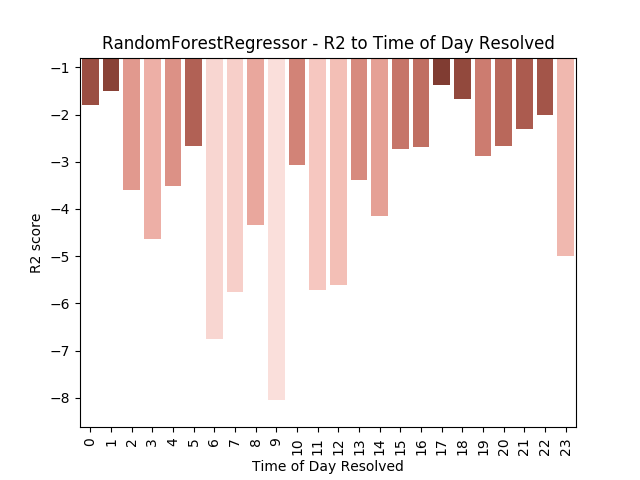 RandomForestRegressor - R2 to Time of Day Resolved
−1
−2
−3
−4
−5
−6
−7
−8
R2 score
0 1 2 3 4 5 6 7 8 9 10 11 12 13 14 15 16 17 18 19 20 21 22 23
Time of Day Resolved